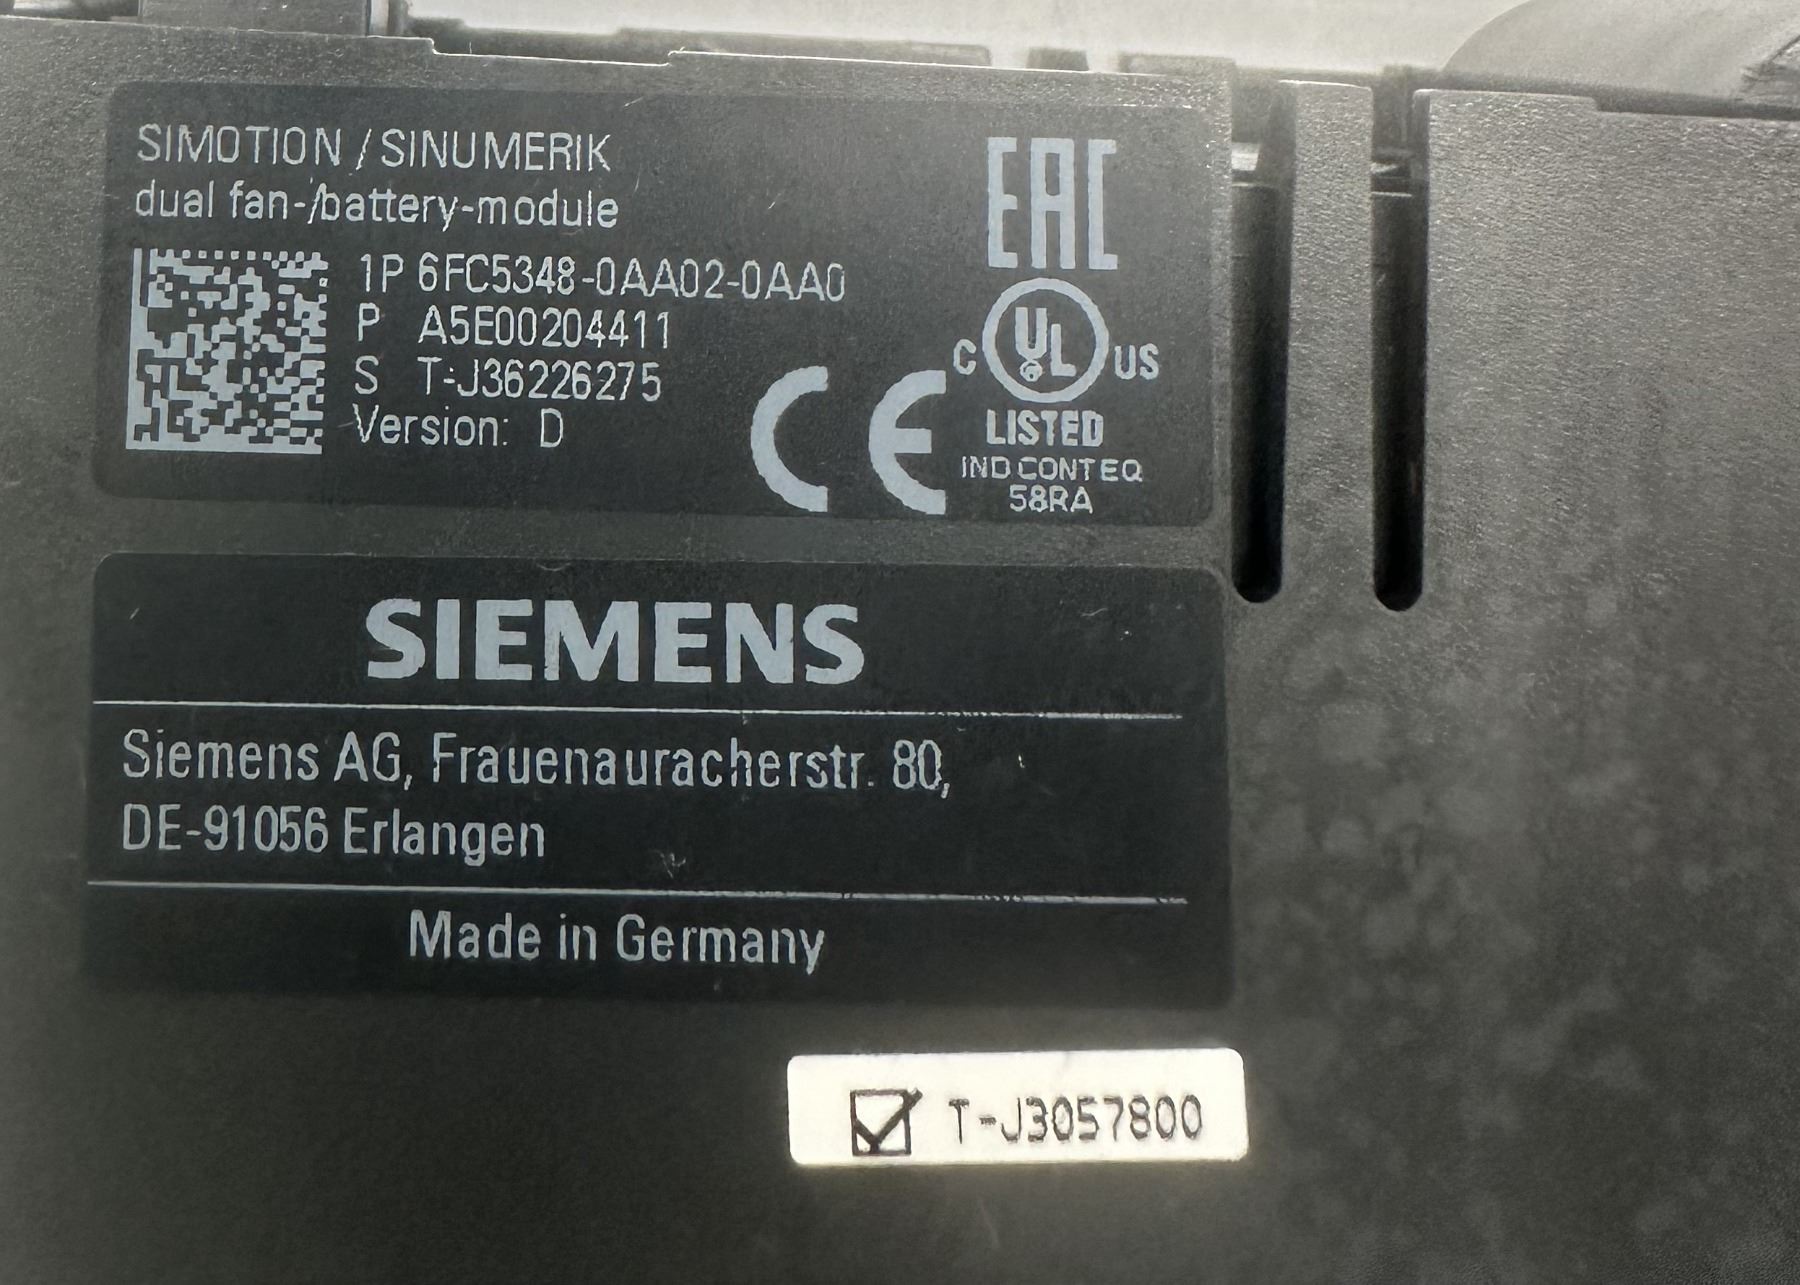 SIMOTION / SINUMERIK
dual fan-/battery-module
1P 6FC5348-0AA02-0AA0
P A5E00204411
S T-J36226275
Version: D
EAC
C UL US
LISTED
IND CONT EQ
58RA
CE
SIEMENS
Siemens AG, Frauenauracherstr. 80,
DE-91056 Erlangen
Made in Germany
T-J3057800